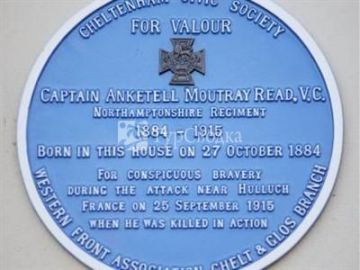 CHELTENHAM CIVIC SOCIETY
FOR VALOUR
CAPTAIN ANKETELL MOUTRAY READ, V.C.
NORTHAMPTONSHIRE REGIMENT
1884 - 1915
BORN IN THIS HOUSE ON 27 OCTOBER 1884
FOR CONSPICUOUS BRAVERY
DURING THE ATTACK NEAR HULLUCH
FRANCE ON 25 SEPTEMBER 1915
WHEN HE WAS KILLED IN ACTION
WESTERN FRONT ASSOCIATION CHELT & GLOS BRANCH
ТурСводка